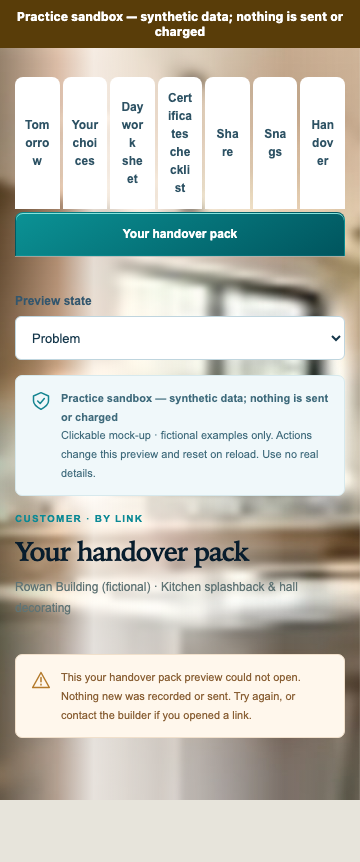 Practice sandbox — synthetic data; nothing is sent or
charged
Tom
orro
w
Your
choi
ces
Day
wor
k
she
et
Cert
ifica
tes
che
ckli
st
Sha
re
Sna
gs
Han
dov
er
Your handover pack
Preview state
Problem
Practice sandbox — synthetic data; nothing is sent
or charged
Clickable mock-up · fictional examples only. Actions
change this preview and reset on reload. Use no real
details.
CUSTOMER · BY LINK
Your handover pack
Rowan Building (fictional) · Kitchen splashback & hall
decorating
This your handover pack preview could not open.
Nothing new was recorded or sent. Try again, or
contact the builder if you opened a link.